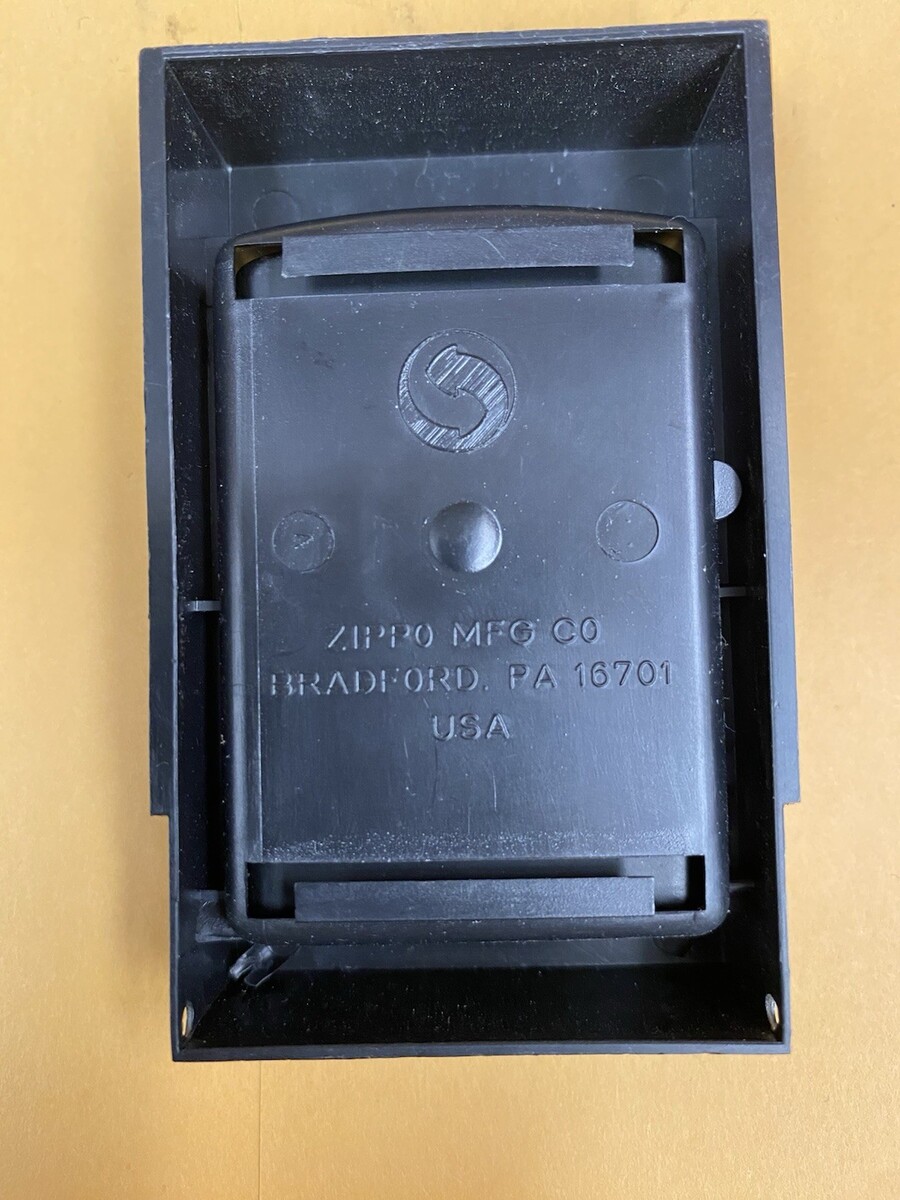 ZIPPO MFG CO
BRADFORD, PA 16701
USA